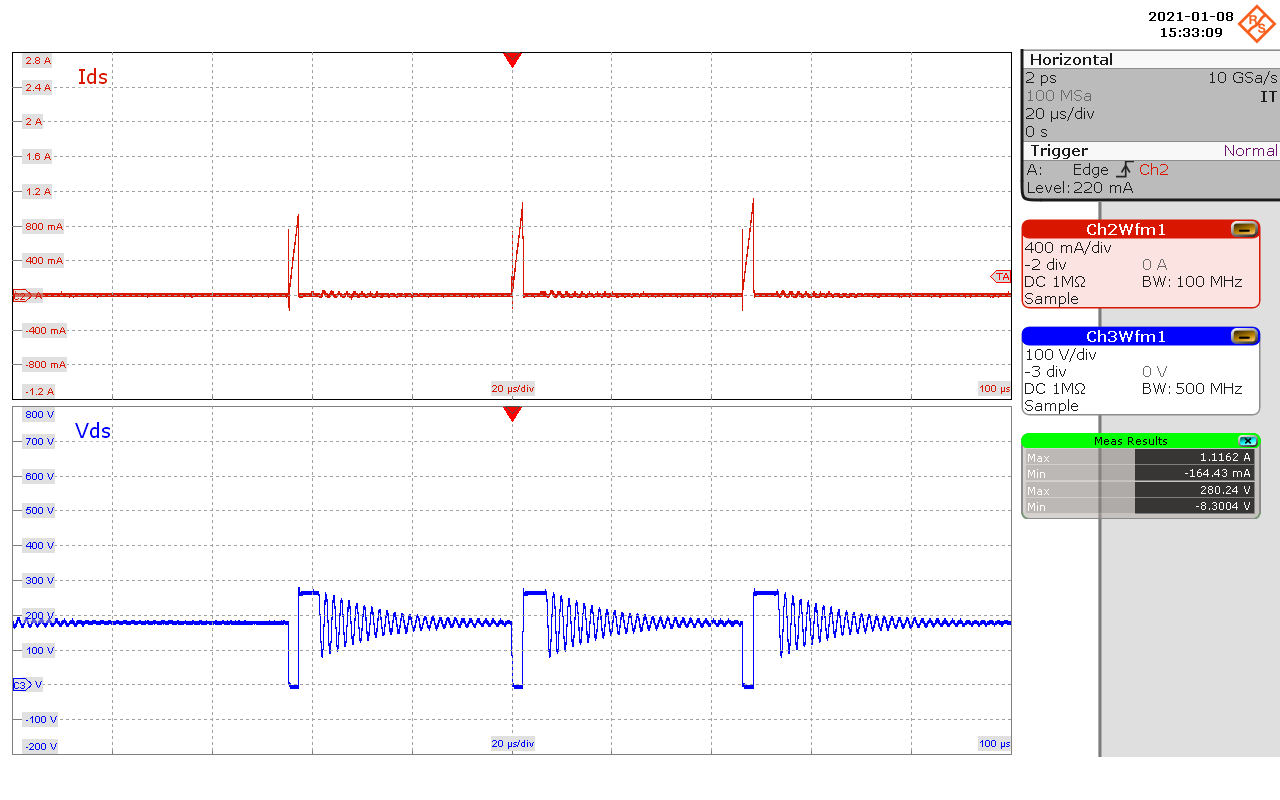 2021-01-08
15:33:09
R&S
2.8 A
Ids
2.4 A
2 A
1.6 A
1.2 A
800 mA
400 mA
TA
C2 A
-400 mA
-800 mA
-1.2 A
20 µs/div
100 µs
800 V
Vds
700 V
600 V
500 V
400 V
300 V
200 V
100 V
C3 V
-100 V
-200 V
20 µs/div
100 µs
Horizontal
2 ps 10 GSa/s
100 MSa IT
20 µs/div
0 s
Trigger Normal
A: Edge Ch2
Level: 220 mA
Ch2Wfm1
400 mA/div
-2 div 0 A
DC 1MΩ BW: 100 MHz
Sample
Ch3Wfm1
100 V/div
-3 div 0 V
DC 1MΩ BW: 500 MHz
Sample
Meas Results
Max 1.1162 A
Min -164.43 mA
Max 280.24 V
Min -8.3004 V